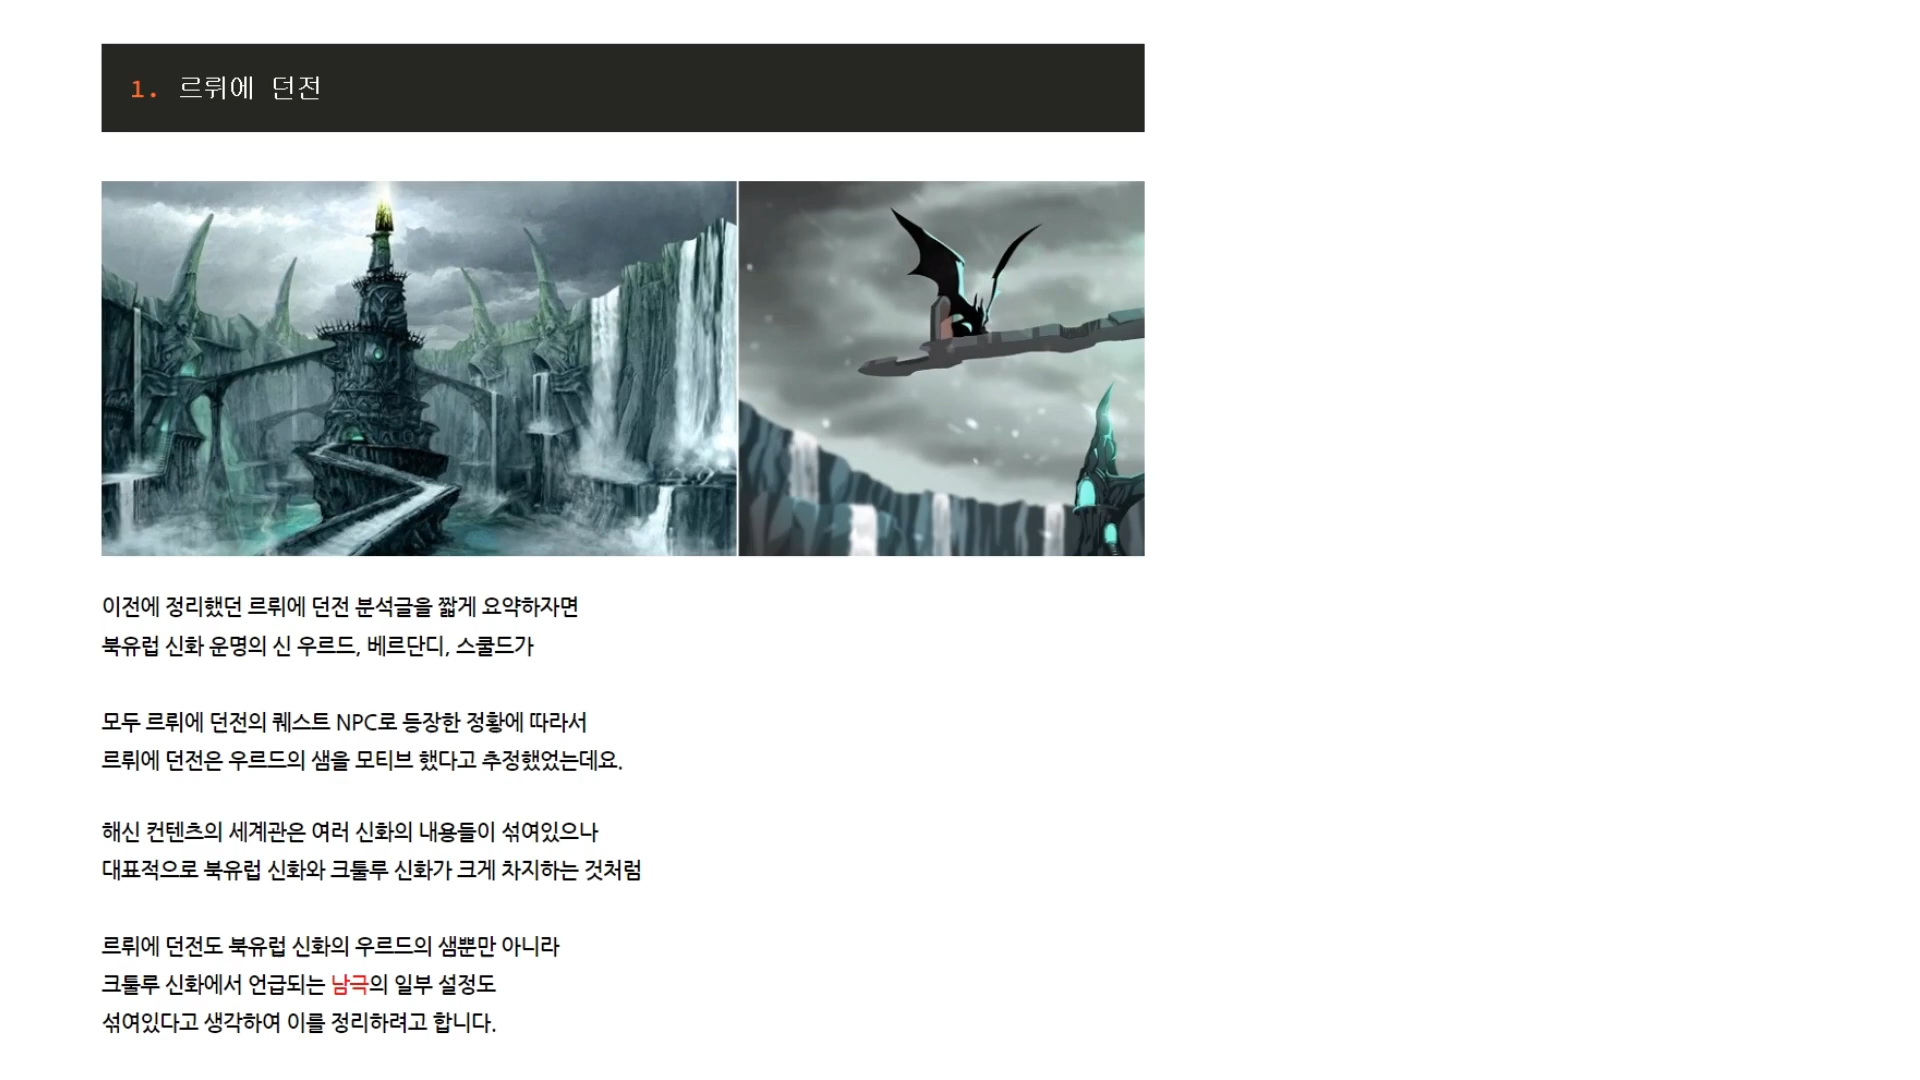 1. 르뤼에 던전
이전에 정리했던 르뤼에 던전 분석글을 짧게 요약하자면
북유럽 신화 운명의 신 우르드, 베르단디, 스쿨드가
모두 르뤼에 던전의 퀘스트 NPC로 등장한 정황에 따라서
르뤼에 던전은 우르드의 샘을 모티브 했다고 추정했었는데요.
해신 컨텐츠의 세계관은 여러 신화의 내용들이 섞여있으나
대표적으로 북유럽 신화와 크툴루 신화가 크게 차지하는 것처럼
르뤼에 던전도 북유럽 신화의 우르드의 샘뿐만 아니라
크툴루 신화에서 언급되는 남극의 일부 설정도
섞여있다고 생각하여 이를 정리하려고 합니다.